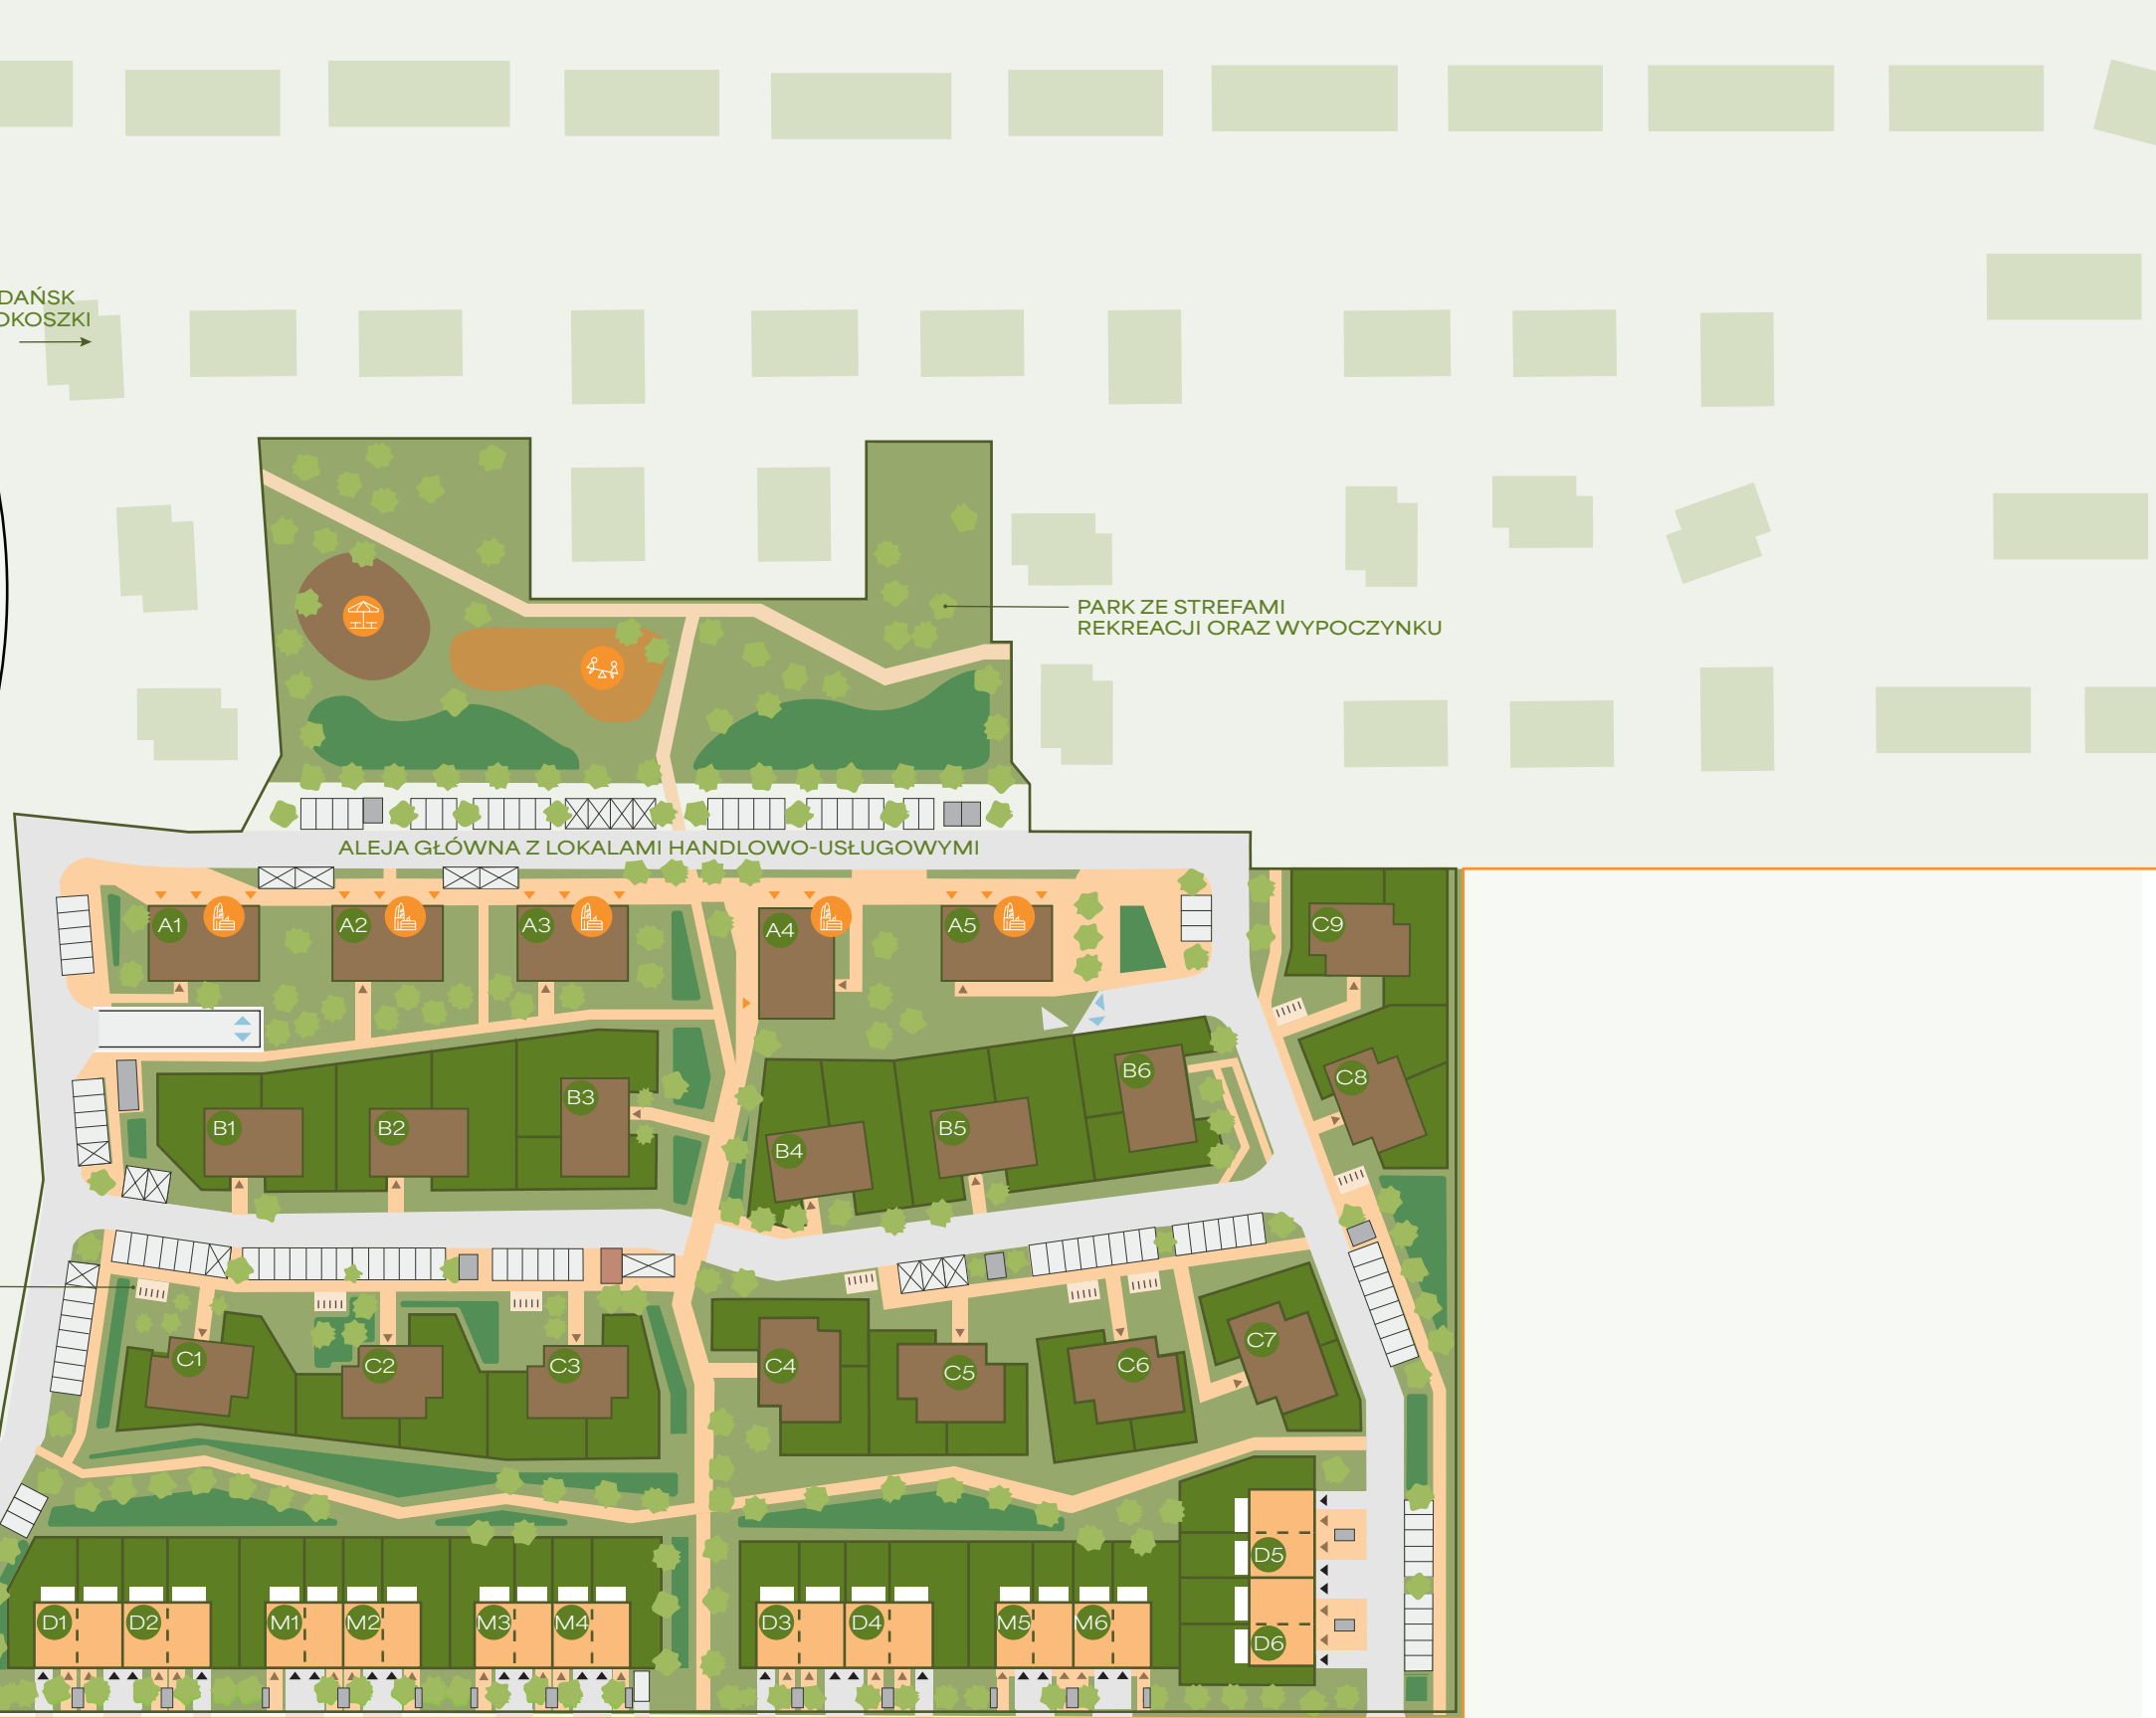 DAŃSK
OKOSZKI
PARK ZE STREFAMI
REKREACJI ORAZ WYPOCZYNKU
ALEJA GŁÓWNA Z LOKALAMI HANDLOWO-USŁUGOWYMI
A1
A2
A3
A4
A5
C9
B1
B2
B3
B4
B5
B6
C8
C1
C2
C3
C4
C5
C6
C7
D5
D1
D2
M1
M2
M3
M4
D3
D4
M5
M6
D6